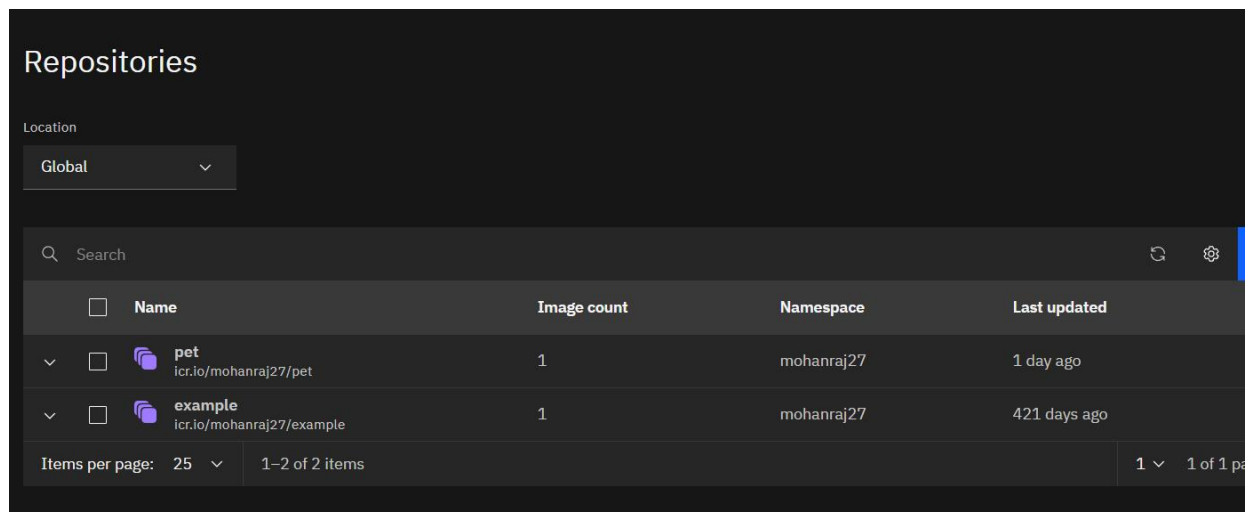 Repositories
Location
Global
Search
Name Image count Namespace Last updated
pet
icr.io/mohanraj27/pet
1 mohanraj27 1 day ago
example
icr.io/mohanraj27/example
1 mohanraj27 421 days ago
Items per page: 25 1–2 of 2 items 1 1 of 1 pa